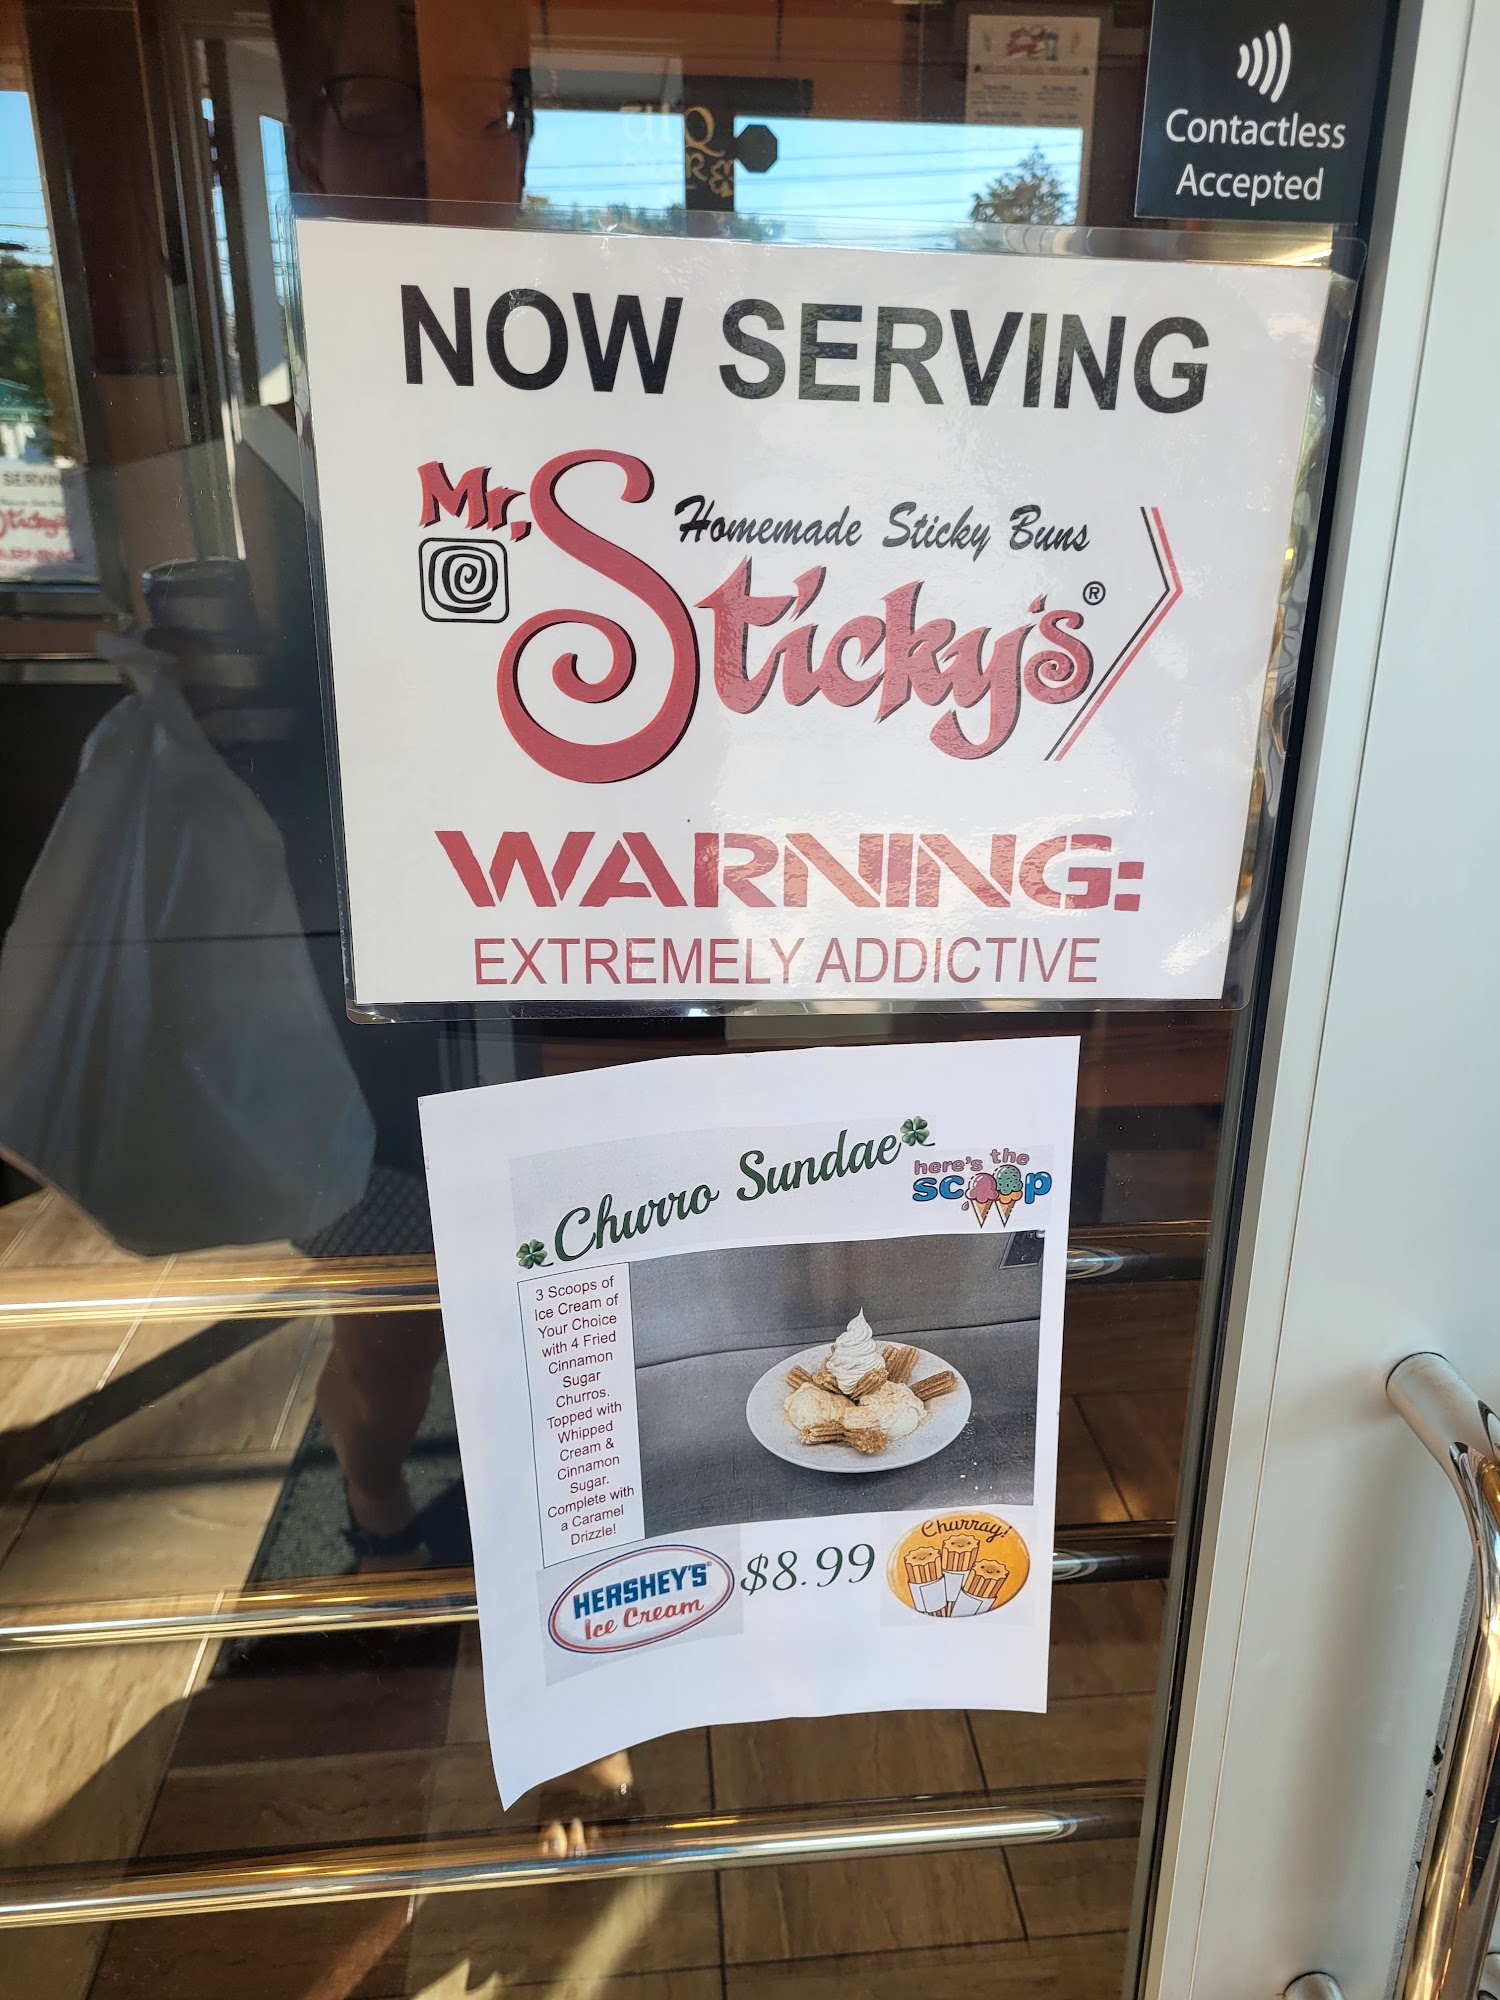 Contactless
Accepted
NOW SERVING
Mr. Sticky's®
Homemade Sticky Buns
WARNING:
EXTREMELY ADDICTIVE
Churro Sundae
here's the
scoop
3 Scoops of
Ice Cream of
Your Choice
with 4 Fried
Cinnamon
Sugar
Churros.
Topped with
Whipped
Cream &
Cinnamon
Sugar.
Complete with
a Caramel
Drizzle!
HERSHEY'S
Ice Cream
$8.99
Churray!
SERVIN